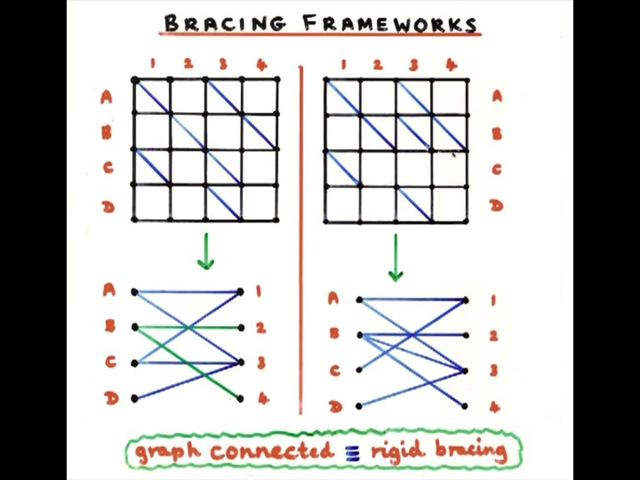 BRACING FRAMEWORKS
1 2 3 4 1 2 3 4
A A
B B
C C
D D
A 1 A 1
B 2 B 2
C 3 C 3
D 4 D 4
graph connected ≡ rigid bracing